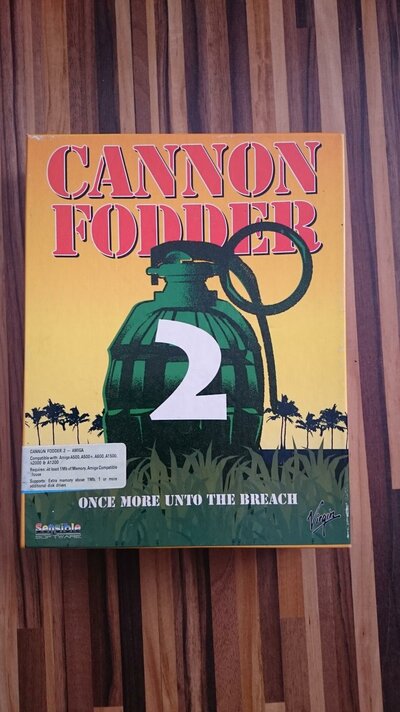 CANNON
FODDER
2
CANNON FODDER 2 — AMIGA
Compatible with: Amiga A500, A500+, A600, A1500,
A2000 & A1200
Requires: At least 1Mb of Memory, Amiga Compatible
Mouse
Supports: Extra memory above 1Mb, 1 or more
additional disk drives
ONCE MORE UNTO THE BREACH
Sensible
SOFTWARE
Virgin